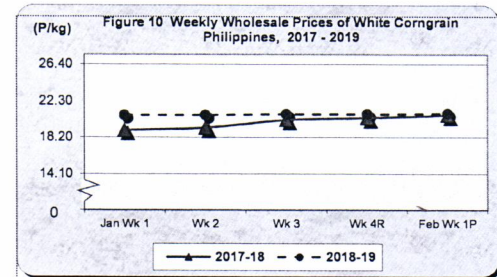 (P/kg)
Figure 10 Weekly Wholesale Prices of White Corngrain
Philippines, 2017 - 2019
26.40
22.30
18.20
14.10
0
Jan Wk 1 Wk 2 Wk 3 Wk 4R Feb Wk 1P
2017-18 2018-19